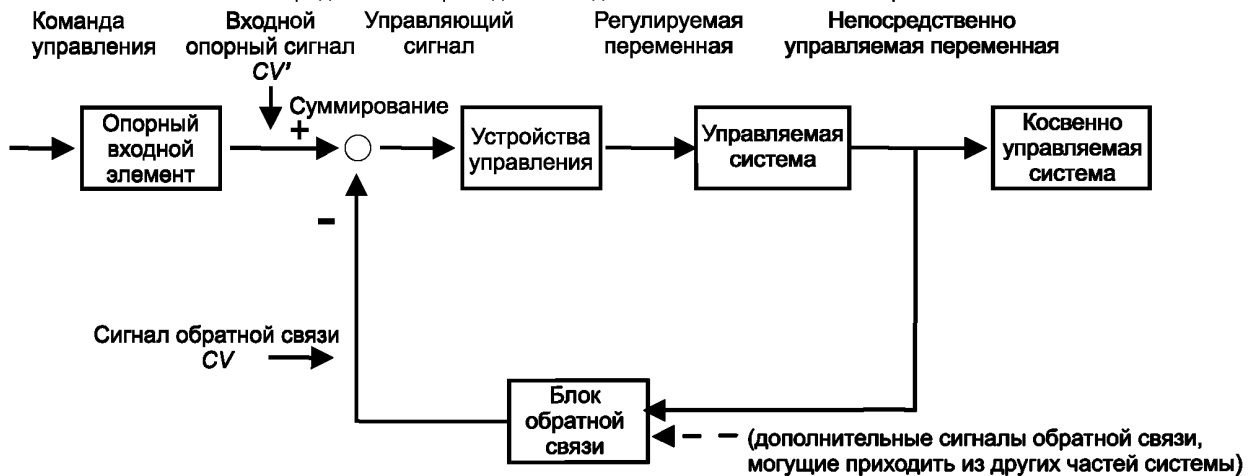 Команда
управления
Входной
опорный сигнал
CV'
Управляющий
сигнал
Регулируемая
переменная
Непосредственно
управляемая переменная
Суммирование
+
Опорный
входной
элемент
Устройства
управления
Управляемая
система
Косвенно
управляемая
система
-
Сигнал обратной связи
CV
Блок
обратной
связи
(дополнительные сигналы обратной связи,
могущие приходить из других частей системы)